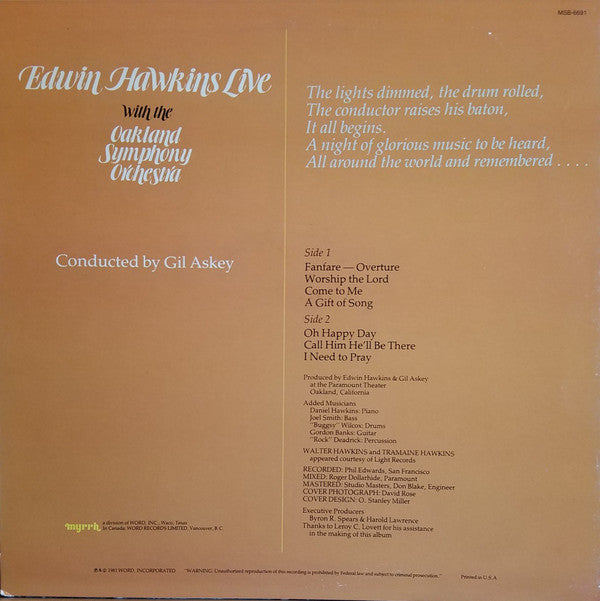 MSB-6691
Edwin Hawkins Live
with the
Oakland
Symphony
Orchestra
Conducted by Gil Askey
The lights dimmed, the drum rolled,
The conductor raises his baton,
It all begins.
A night of glorious music to be heard,
All around the world and remembered . . . .
Side 1
Fanfare — Overture
Worship the Lord
Come to Me
A Gift of Song
Side 2
Oh Happy Day
Call Him He'll Be There
I Need to Pray
Produced by Edwin Hawkins & Gil Askey
at the Paramount Theater
Oakland, California
Added Musicians
Daniel Hawkins: Piano
Joel Smith: Bass
"Buggsy" Wilcox: Drums
Gordon Banks: Guitar
"Rock" Deadrick: Percussion
WALTER HAWKINS and TRAMAINE HAWKINS
appeared courtesy of Light Records
RECORDED: Phil Edwards, San Francisco
MIXED: Roger Dollarhide, Paramount
MASTERED: Studio Masters, Don Blake, Engineer
COVER PHOTOGRAPH: David Rose
COVER DESIGN: O. Stanley Miller
Executive Producers
Byron R. Spears & Harold Lawrence
Thanks to Leroy C. Lovett for his assistance
in the making of this album
myrrh
a division of WORD, INC., Waco, Texas
In Canada: WORD RECORDS LIMITED, Vancouver, B.C.
℗ & © 1981 WORD, INCORPORATED "WARNING: Unauthorized reproduction of this recording is prohibited by Federal law and subject to criminal prosecution." Printed in U.S.A.